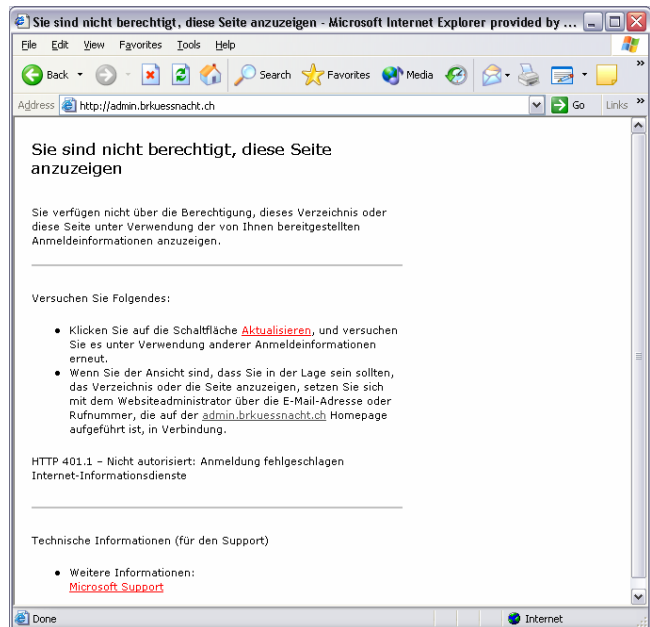 Sie sind nicht berechtigt, diese Seite anzuzeigen - Microsoft Internet Explorer provided by ...
File Edit View Favorites Tools Help
Back Search Favorites Media »
Address http://admin.brkuessnacht.ch Go Links »
Sie sind nicht berechtigt, diese Seite
anzuzeigen
Sie verfügen nicht über die Berechtigung, dieses Verzeichnis oder
diese Seite unter Verwendung der von Ihnen bereitgestellten
Anmeldeinformationen anzuzeigen.
Versuchen Sie Folgendes:
• Klicken Sie auf die Schaltfläche Aktualisieren, und versuchen
Sie es unter Verwendung anderer Anmeldeinformationen
erneut.
• Wenn Sie der Ansicht sind, dass Sie in der Lage sein sollten,
das Verzeichnis oder die Seite anzuzeigen, setzen Sie sich
mit dem Websiteadministrator über die E-Mail-Adresse oder
Rufnummer, die auf der admin.brkuessnacht.ch Homepage
aufgeführt ist, in Verbindung.
HTTP 401.1 – Nicht autorisiert: Anmeldung fehlgeschlagen
Internet-Informationsdienste
Technische Informationen (für den Support)
• Weitere Informationen:
Microsoft Support
Done Internet